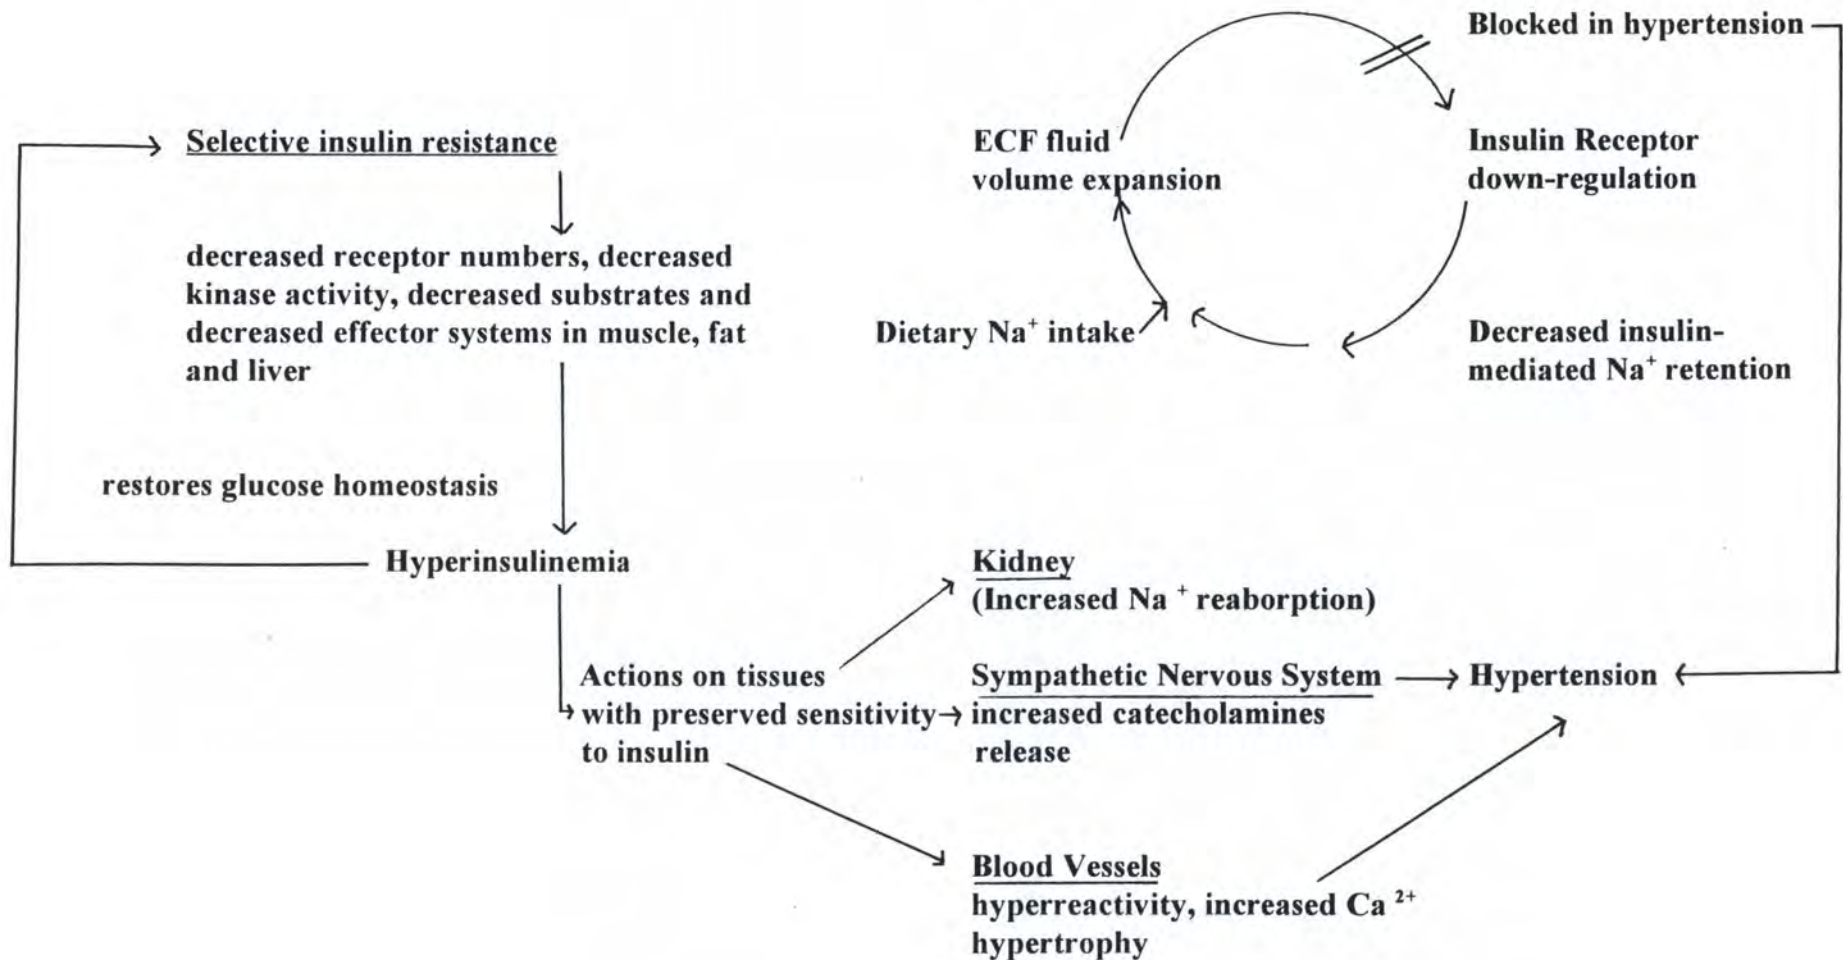 Blocked in hypertension
Selective insulin resistance
ECF fluid
volume expansion
Insulin Receptor
down-regulation
decreased receptor numbers, decreased
kinase activity, decreased substrates and
decreased effector systems in muscle, fat
and liver
Dietary Na⁺ intake
Decreased insulin-
mediated Na⁺ retention
restores glucose homeostasis
Hyperinsulinemia
Kidney
(Increased Na ⁺ reaborption)
Actions on tissues
with preserved sensitivity
to insulin
Sympathetic Nervous System
increased catecholamines
release
Hypertension
Blood Vessels
hyperreactivity, increased Ca ²⁺
hypertrophy